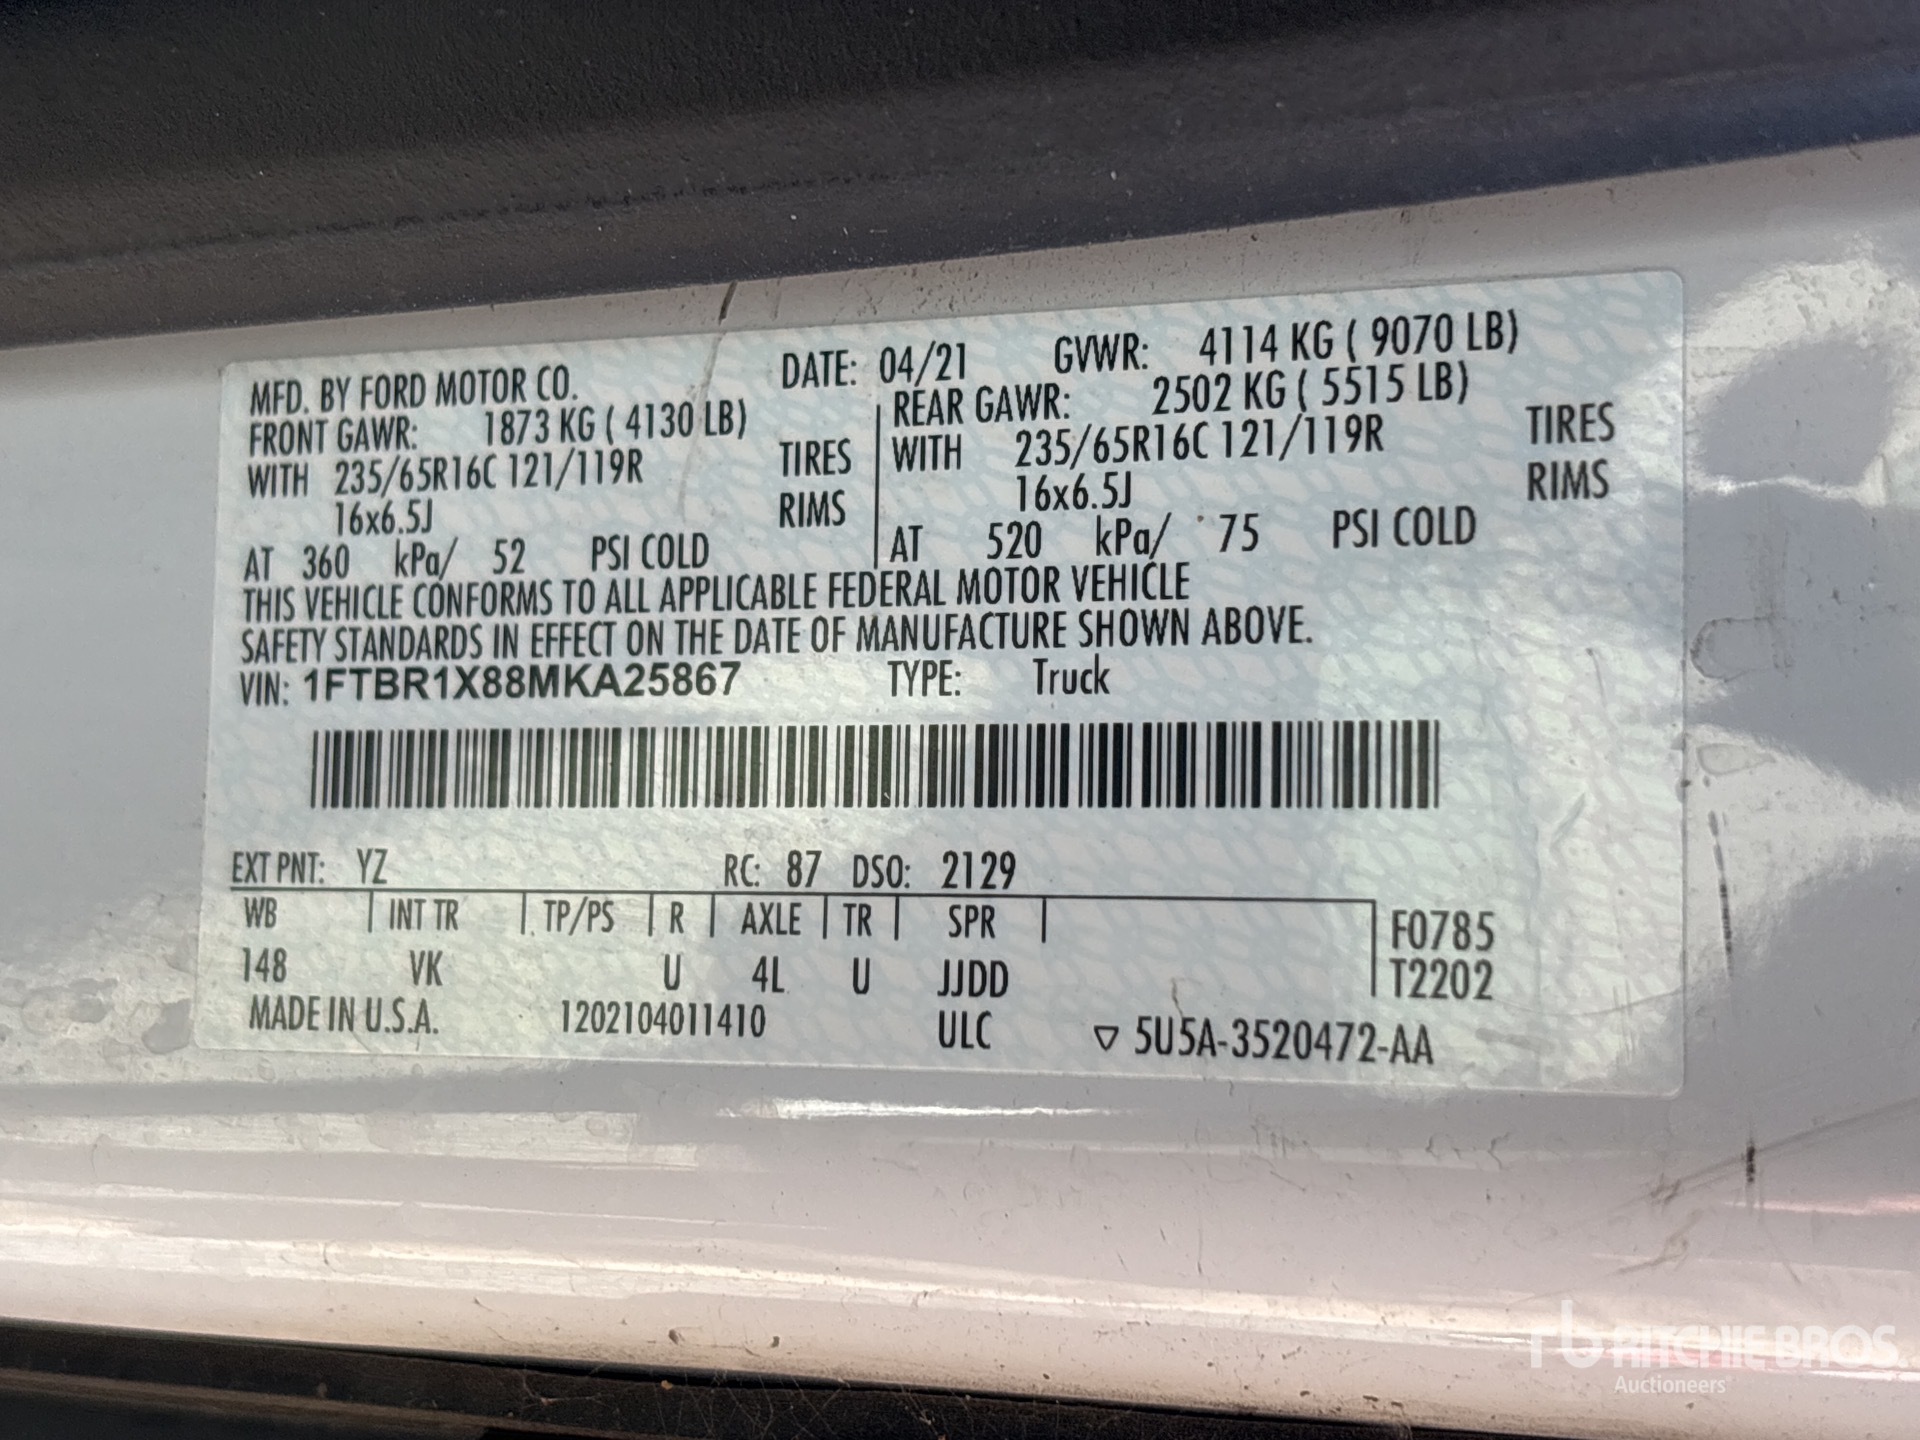 MFD. BY FORD MOTOR CO. DATE: 04/21 GVWR: 4114 KG ( 9070 LB)
FRONT GAWR: 1873 KG ( 4130 LB) REAR GAWR: 2502 KG ( 5515 LB)
WITH 235/65R16C 121/119R TIRES WITH 235/65R16C 121/119R TIRES
16x6.5J RIMS 16x6.5J RIMS
AT 360 kPa/ 52 PSI COLD AT 520 kPa/ 75 PSI COLD
THIS VEHICLE CONFORMS TO ALL APPLICABLE FEDERAL MOTOR VEHICLE
SAFETY STANDARDS IN EFFECT ON THE DATE OF MANUFACTURE SHOWN ABOVE.
VIN: 1FTBR1X88MKA25867 TYPE: Truck
EXT PNT: YZ RC: 87 DSO: 2129
WB INT TR TP/PS R AXLE TR SPR F0785
148 VK U 4L U JJDD T2202
MADE IN U.S.A. 1202104011410 ULC ▽ 5U5A-3520472-AA
rb RITCHIE BROS.
Auctioneers